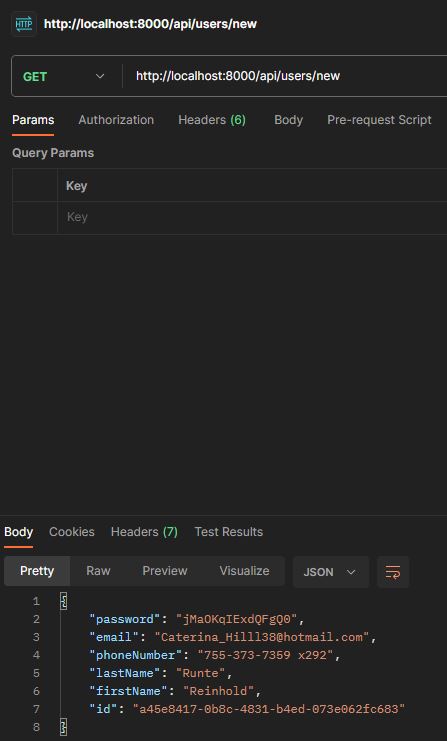 HTTP http://localhost:8000/api/users/new
GET http://localhost:8000/api/users/new
Params Authorization Headers (6) Body Pre-request Script
Query Params
Key
Key
Body Cookies Headers (7) Test Results
Pretty Raw Preview Visualize JSON
1 {
2 "password": "jMaOKqIExdQFgQ0",
3 "email": "Caterina_Hilll38@hotmail.com",
4 "phoneNumber": "755-373-7359 x292",
5 "lastName": "Runte",
6 "firstName": "Reinhold",
7 "id": "a45e8417-0b8c-4831-b4ed-073e062fc683"
8 }